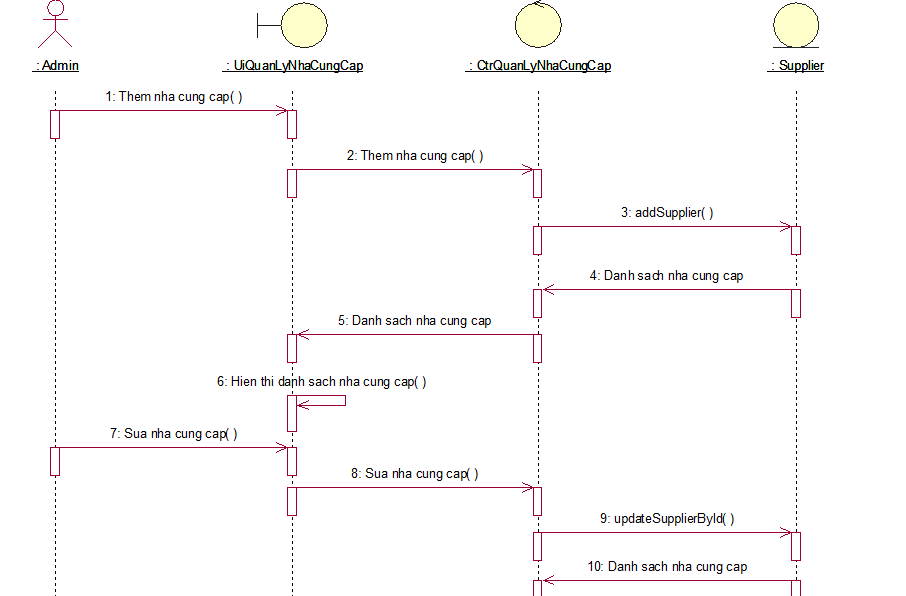 : Admin
: UiQuanLyNhaCungCap
: CtrQuanLyNhaCungCap
: Supplier
1: Them nha cung cap( )
2: Them nha cung cap( )
3: addSupplier( )
4: Danh sach nha cung cap
5: Danh sach nha cung cap
6: Hien thi danh sach nha cung cap( )
7: Sua nha cung cap( )
8: Sua nha cung cap( )
9: updateSupplierById( )
10: Danh sach nha cung cap